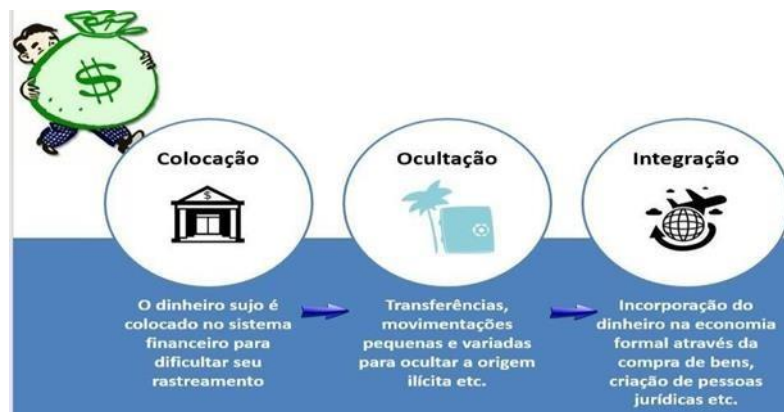 $
Colocação
$
O dinheiro sujo é
colocado no sistema
financeiro para
dificultar seu
rastreamento
Ocultação
Transferências,
movimentações
pequenas e variadas
para ocultar a origem
ilícita etc.
Integração
Incorporação do
dinheiro na economia
formal através da
compra de bens,
criação de pessoas
jurídicas etc.